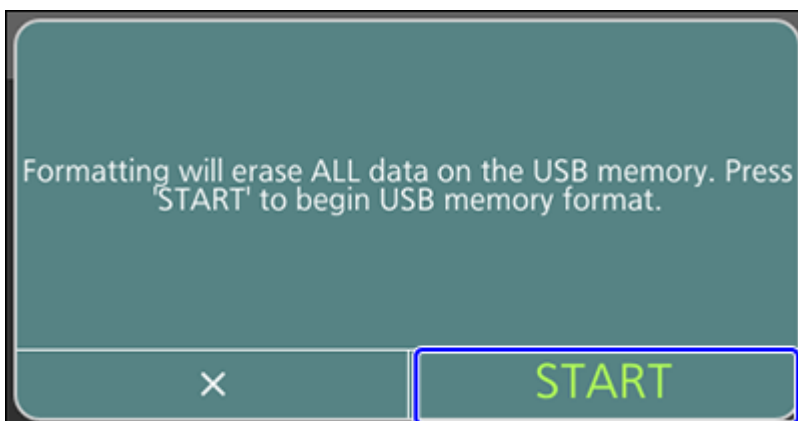 Formatting will erase ALL data on the USB memory. Press
'START' to begin USB memory format.
×
START